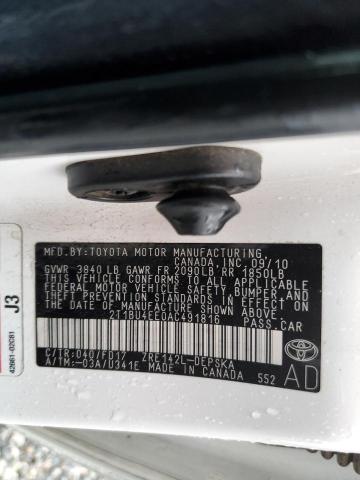 MFD. BY: TOYOTA MOTOR MANUFACTURING
CANADA, INC. 09/10
GVWR 3840 LB GAWR FR 2090LB RR 1850LB
THIS VEHICLE CONFORMS TO ALL APPLICABLE
FEDERAL MOTOR VEHICLE SAFETY, BUMPER, AND
THEFT PREVENTION STANDARDS IN EFFECT ON
THE DATE OF MANUFACTURE SHOWN ABOVE.
2T1BU4EE0AC491816 PASS.CAR
C/TR:040/FD17 ZRE142L-DEPSKA
A/TM:-03A/U341E MADE IN CANADA 552
AD
TOYOTA
J3
42661-02C81